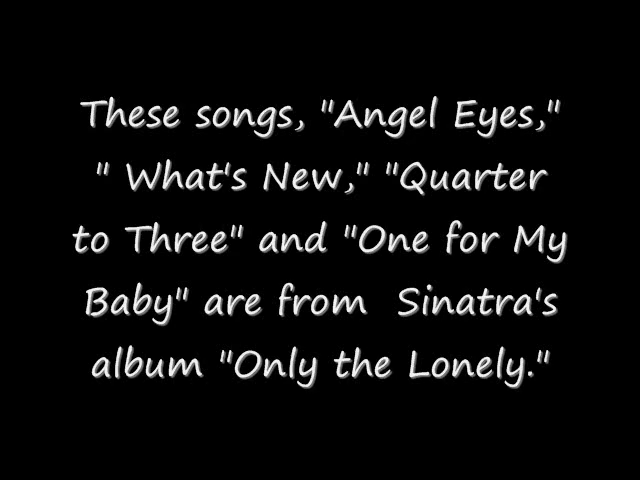 These songs, "Angel Eyes,"
" What's New," "Quarter
to Three" and "One for My
Baby" are from  Sinatra's
album "Only the Lonely."